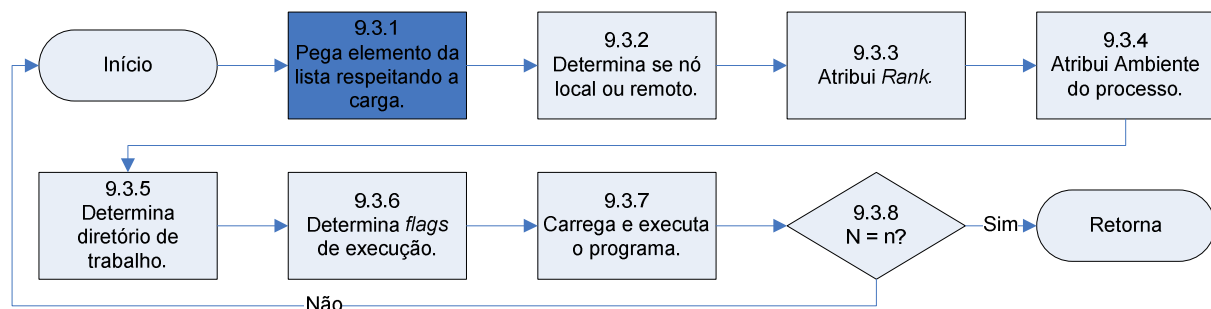 Início
9.3.1
Pega elemento da
lista respeitando a
carga.
9.3.2
Determina se nó
local ou remoto.
9.3.3
Atribui Rank.
9.3.4
Atribui Ambiente
do processo.
9.3.5
Determina
diretório de
trabalho.
9.3.6
Determina flags
de execução.
9.3.7
Carrega e executa
o programa.
9.3.8
N = n?
Sim
Retorna
Não